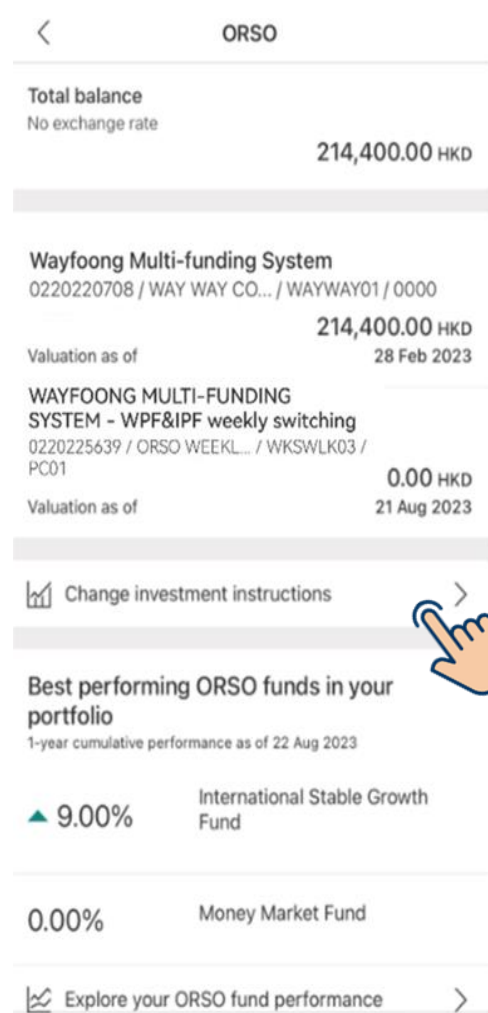 ORSO
Total balance
No exchange rate
214,400.00 HKD
Wayfoong Multi-funding System
0220220708 / WAY WAY CO... / WAYWAY01 / 0000
214,400.00 HKD
Valuation as of 28 Feb 2023
WAYFOONG MULTI-FUNDING
SYSTEM - WPF&IPF weekly switching
0220225639 / ORSO WEEKL... / WKSWLK03 /
PC01
0.00 HKD
Valuation as of 21 Aug 2023
Change investment instructions
Best performing ORSO funds in your
portfolio
1-year cumulative performance as of 22 Aug 2023
9.00% International Stable Growth
Fund
0.00% Money Market Fund
Explore your ORSO fund performance